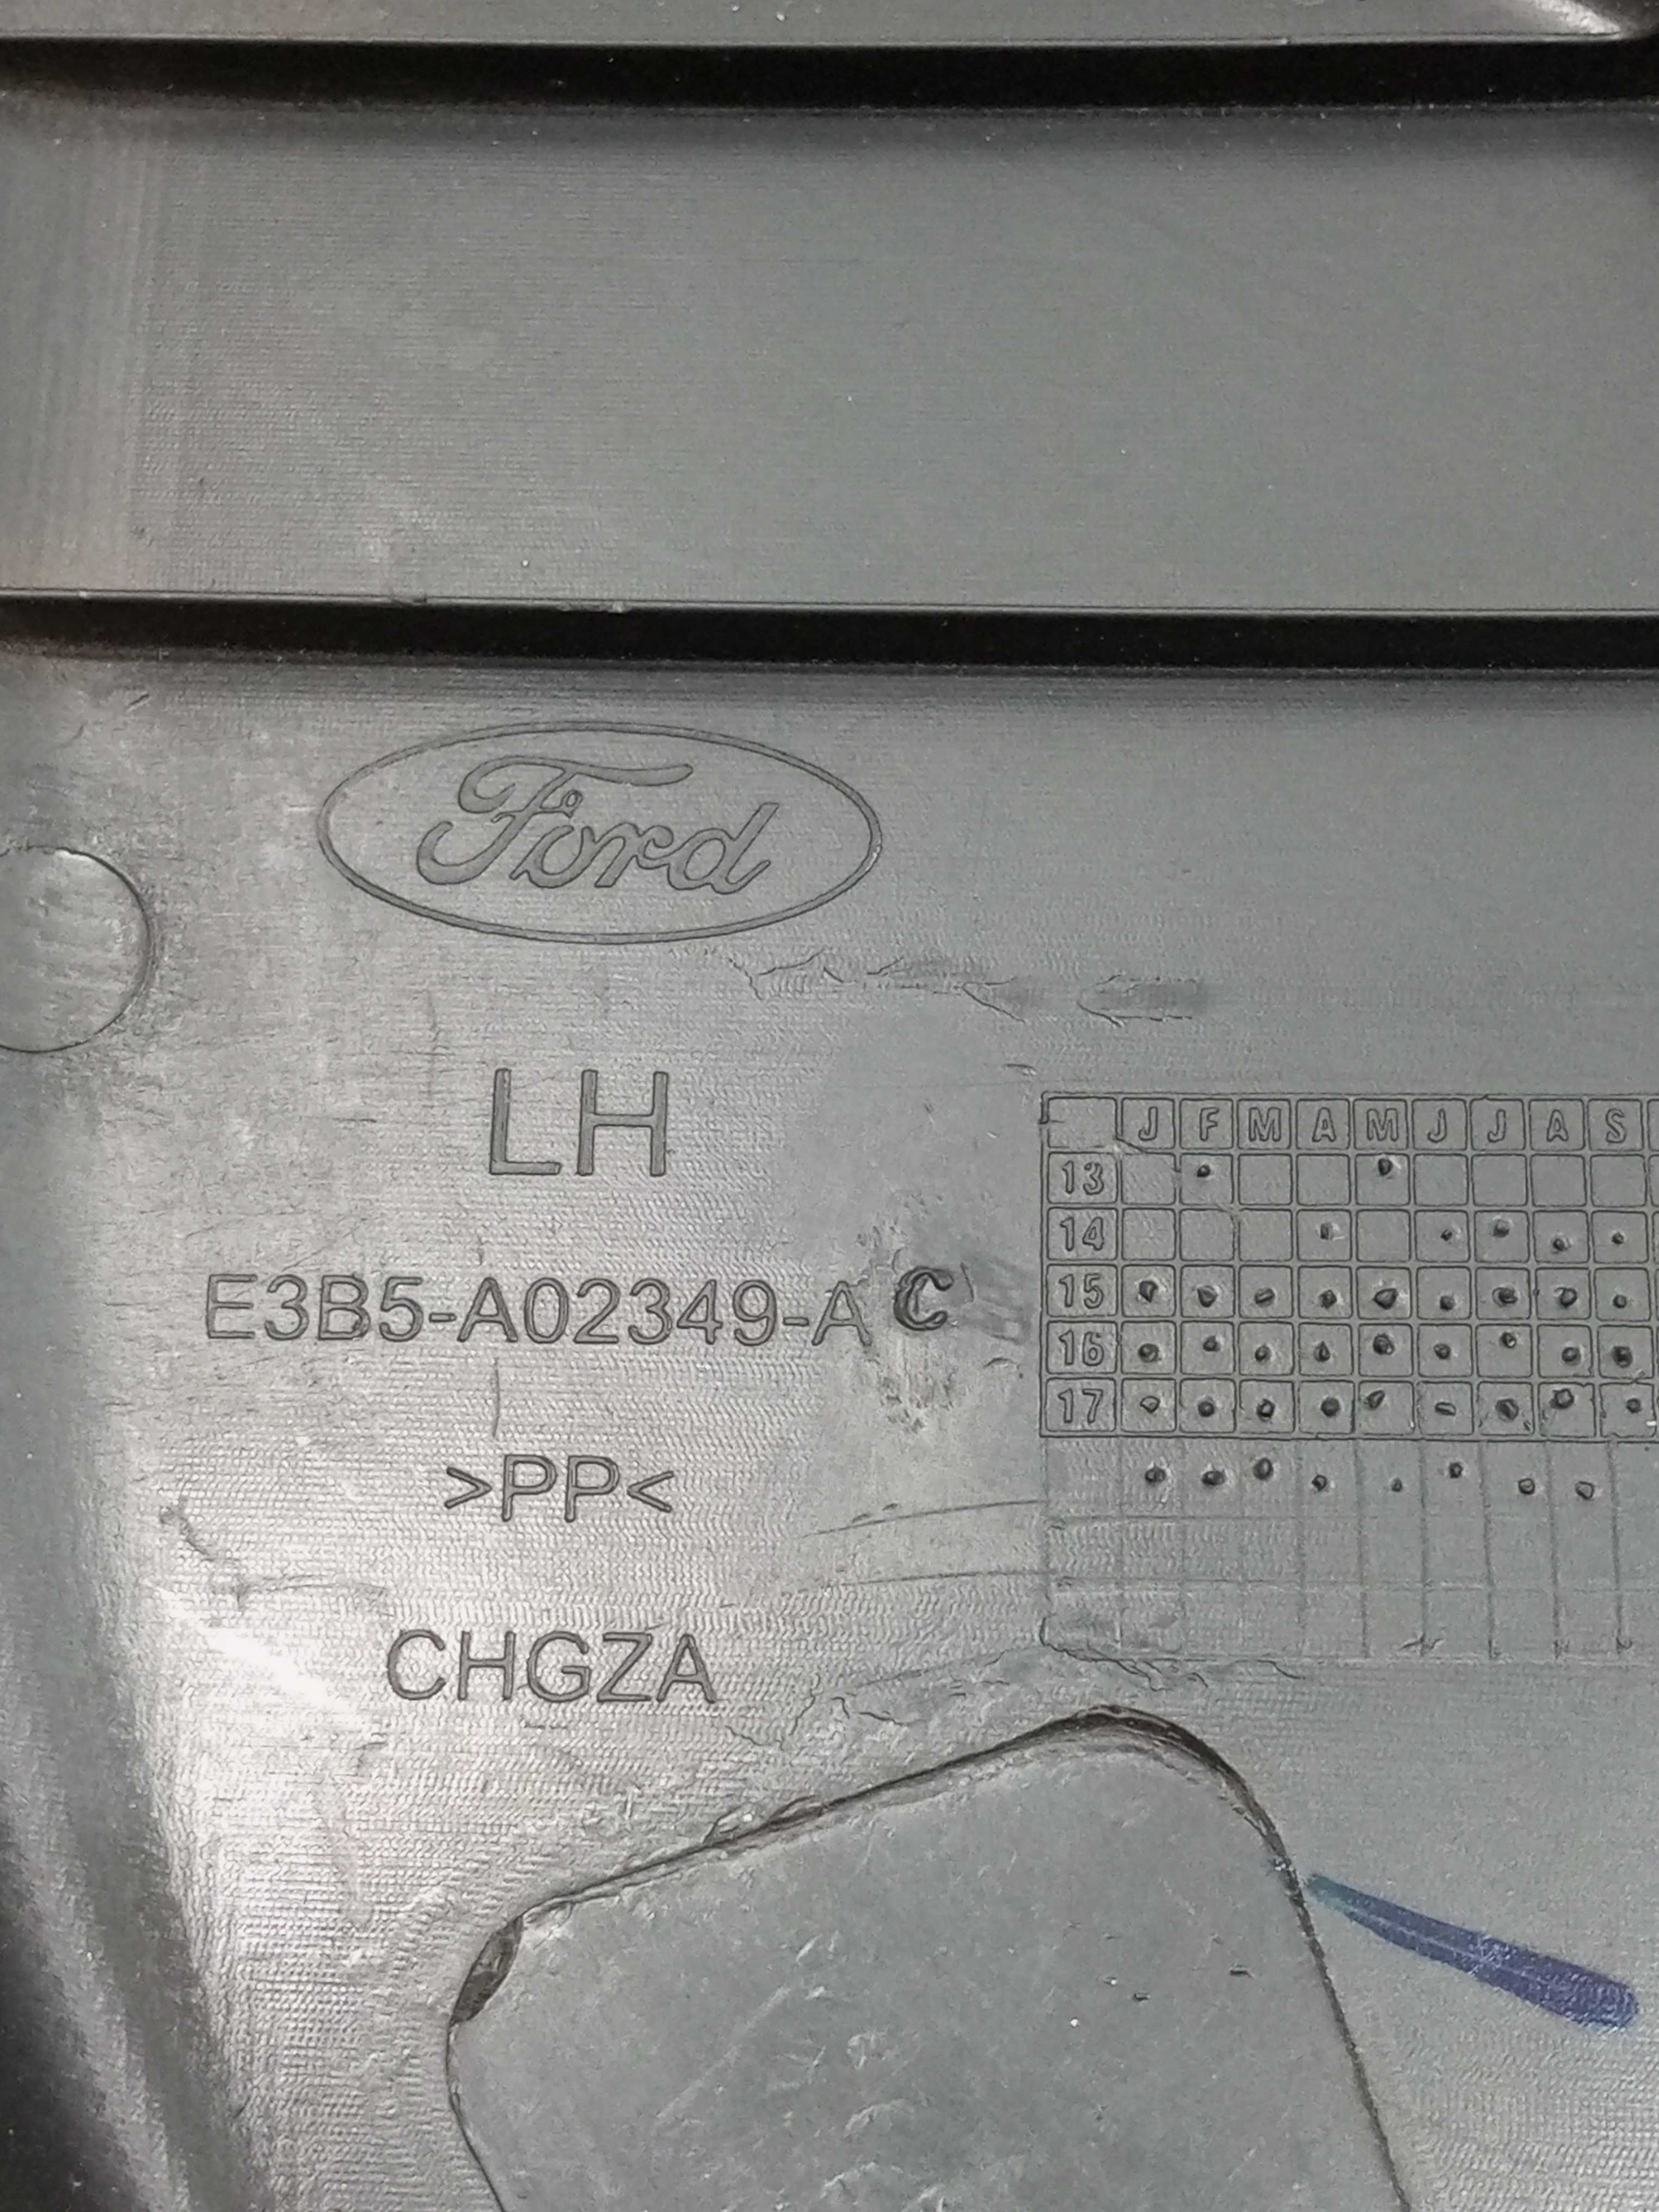 Ford
LH
E3B5-A02349-AC
>PP<
CHGZA
J F M A M J J A S
13
14
15
16
17